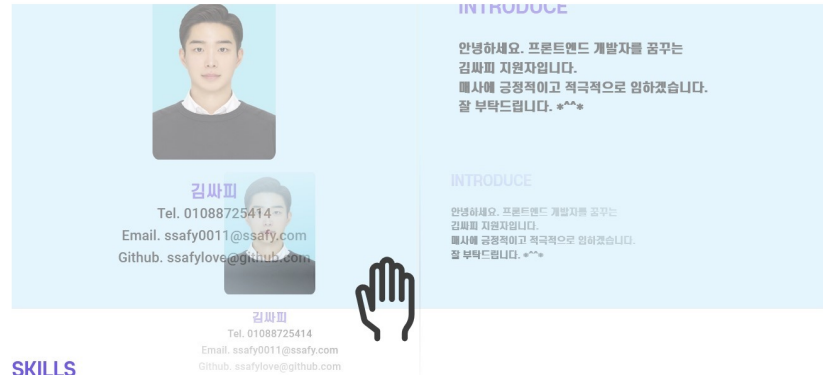 INTRODUCE
안녕하세요. 프론트엔드 개발자를 꿈꾸는
김싸피 지원자입니다.
매사에 긍정적이고 적극적으로 임하겠습니다.
잘 부탁드립니다. *^^*
김싸피
Tel. 01088725414
Email. ssafy0011@ssafy.com
Github. ssafylove@github.com
INTRODUCE
안녕하세요. 프론트엔드 개발자를 꿈꾸는
김싸피 지원자입니다.
매사에 긍정적이고 적극적으로 임하겠습니다.
잘 부탁드립니다. *^^*
김싸피
Tel. 01088725414
Email. ssafy0011@ssafy.com
Github. ssafylove@github.com
SKILLS